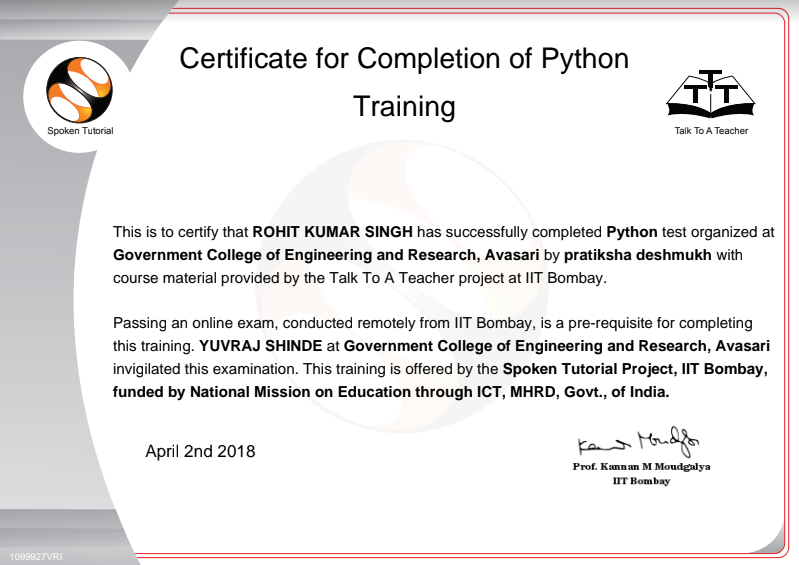 Certificate for Completion of Python
Training
Spoken Tutorial
TTT
Talk To A Teacher
This is to certify that ROHIT KUMAR SINGH has successfully completed Python test organized at
Government College of Engineering and Research, Avasari by pratiksha deshmukh with
course material provided by the Talk To A Teacher project at IIT Bombay.
Passing an online exam, conducted remotely from IIT Bombay, is a pre-requisite for completing
this training. YUVRAJ SHINDE at Government College of Engineering and Research, Avasari
invigilated this examination. This training is offered by the Spoken Tutorial Project, IIT Bombay,
funded by National Mission on Education through ICT, MHRD, Govt., of India.
April 2nd 2018
Kannan Moudgalya
Prof. Kannan M Moudgalya
IIT Bombay
1099927VRI